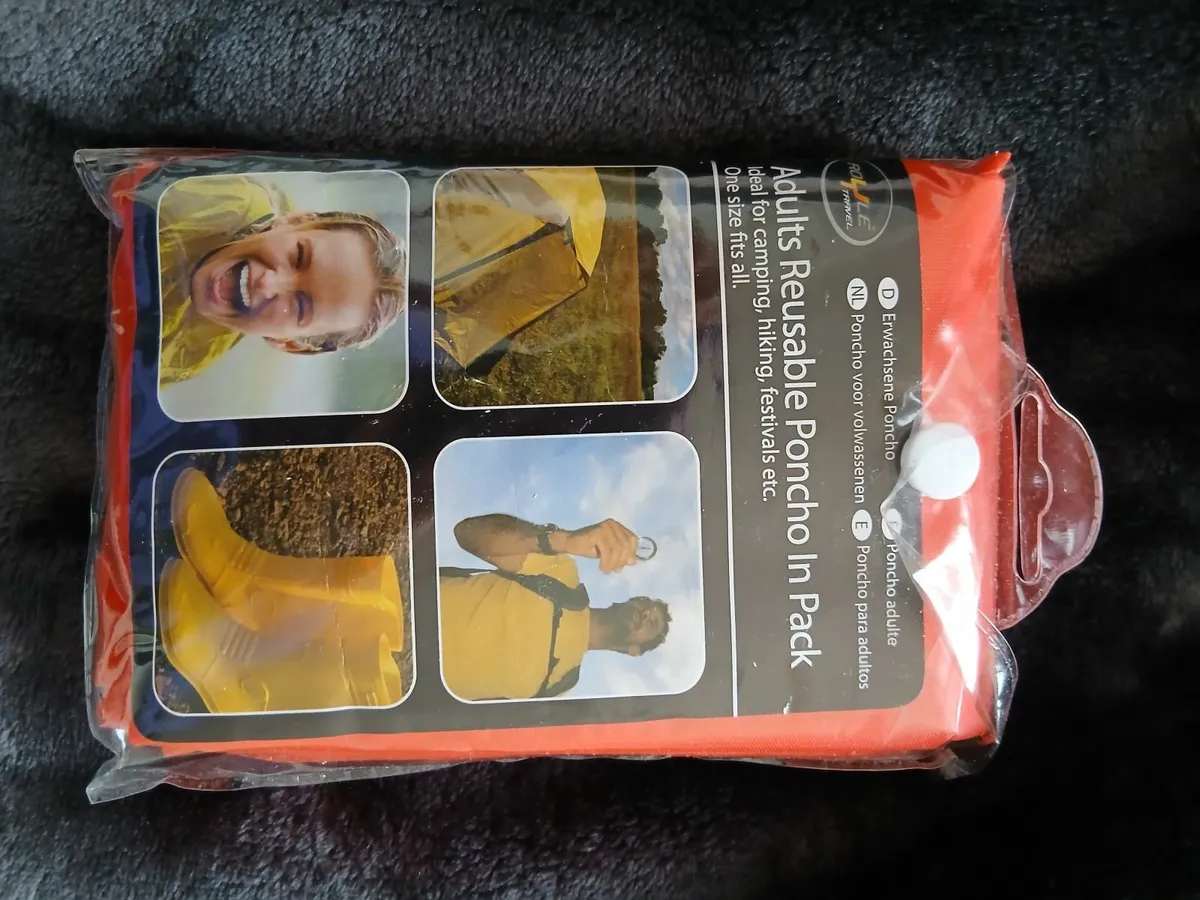 ROYLE
TRAVEL
D Erwachsene Poncho
F Poncho adulte
NL Poncho voor volwassenen
E Poncho para adultos
Adults Reusable Poncho In Pack
Ideal for camping, hiking, festivals etc.
One size fits all.